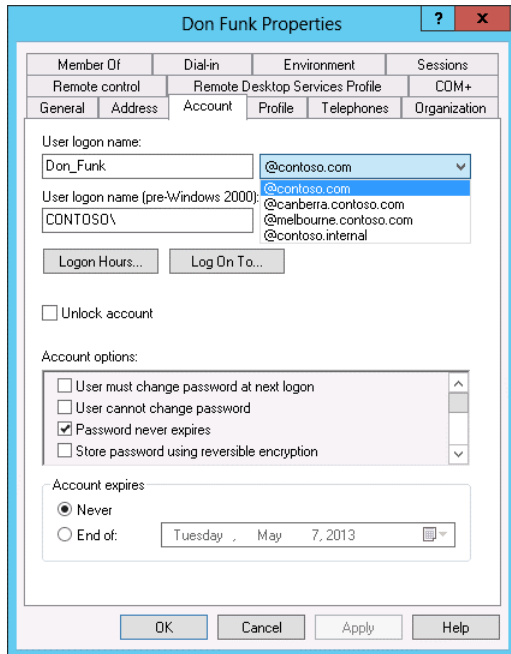 Don Funk Properties
? x
Member Of Dial-in Environment Sessions
Remote control Remote Desktop Services Profile COM+
General Address Account Profile Telephones Organization
User logon name:
Don_Funk @contoso.com
User logon name (pre-Windows 2000): @contoso.com
@canberra.contoso.com
CONTOSO\ @melbourne.contoso.com
@contoso.internal
Logon Hours... Log On To...
Unlock account
Account options:
User must change password at next logon
User cannot change password
Password never expires
Store password using reversible encryption
Account expires
Never
End of: Tuesday , May 7, 2013
OK Cancel Apply Help